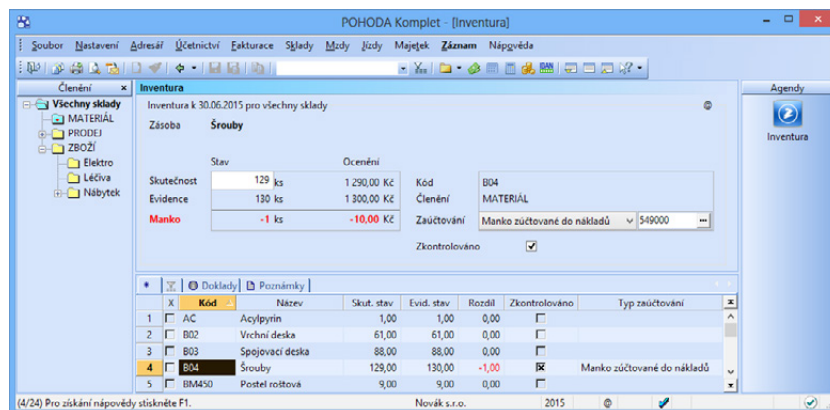 POHODA Komplet - [Inventura]
Soubor Nastavení Adresář Účetnictví Fakturace Sklady Mzdy Jízdy Majetek Záznam Nápověda
Členění × Inventura Agendy
Všechny sklady
MATERIÁL
PRODEJ
ZBOŽÍ
Elektro
Léčiva
Nábytek
Inventura k 30.06.2015 pro všechny sklady @
Zásoba Šrouby
Stav Ocenění
Skutečnost 129 ks 1 290,00 Kč Kód B04
Evidence 130 ks 1 300,00 Kč Členění MATERIÁL
Manko -1 ks -10,00 Kč Zaúčtování Manko zúčtované do nákladů 549000 ...
Zkontrolováno
Inventura
* Doklady Poznámky
X Kód Název Skut. stav Evid. stav Rozdíl Zkontrolováno Typ zaúčtování
1 AC Acylpyrin 1,00 1,00 0,00
2 B02 Vrchní deska 61,00 61,00 0,00
3 B03 Spojovací deska 88,00 88,00 0,00
4 B04 Šrouby 129,00 130,00 -1,00 Manko zúčtované do nákladů
5 BM450 Postel roštová 9,00 9,00 0,00
(4/24) Pro získání nápovědy stiskněte F1. Novák s.r.o. 2015 @